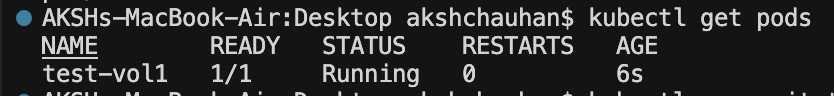 AKSHs-MacBook-Air:Desktop akshchauhan$ kubectl get pods
NAME READY STATUS RESTARTS AGE
test-vol1 1/1 Running 0 6s